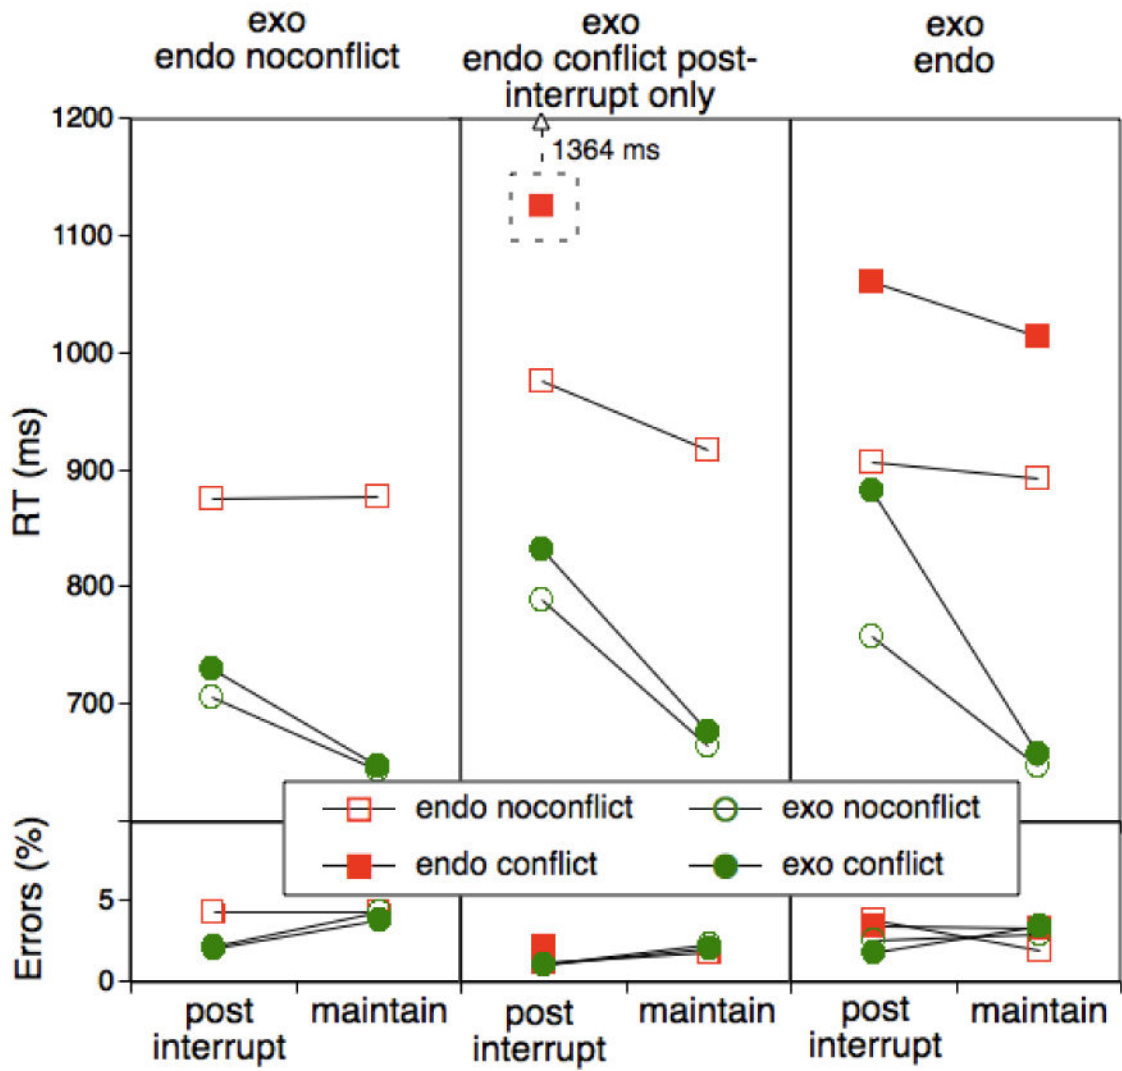 exo
endo noconflict
exo
endo conflict post-
interrupt only
exo
endo
1200
1364 ms
1100
1000
900
800
700
RT (ms)
endo noconflict
exo noconflict
endo conflict
exo conflict
Errors (%)
5
0
post
interrupt
maintain
post
interrupt
maintain
post
interrupt
maintain